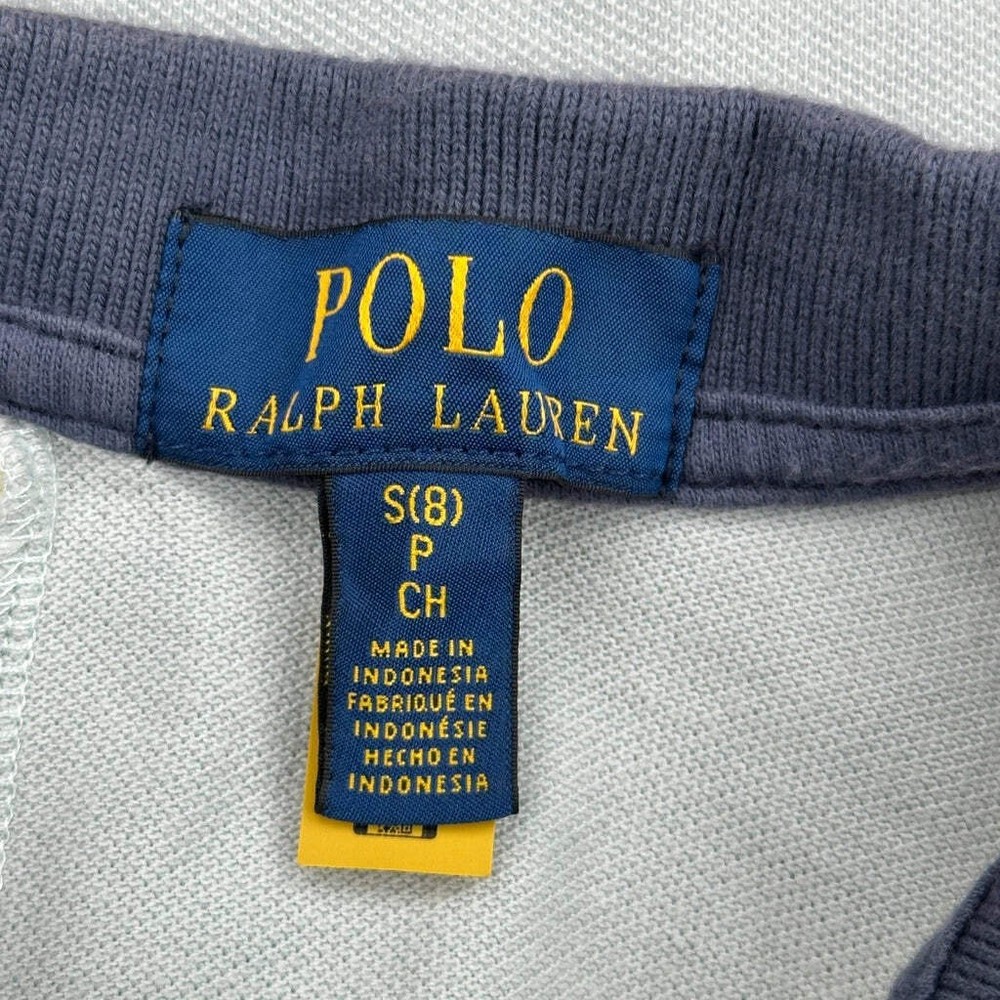 POLO
RALPH LAUREN
S(8)
P
CH
MADE IN
INDONESIA
FABRIQUÉ EN
INDONÉSIE
HECHO EN
INDONESIA